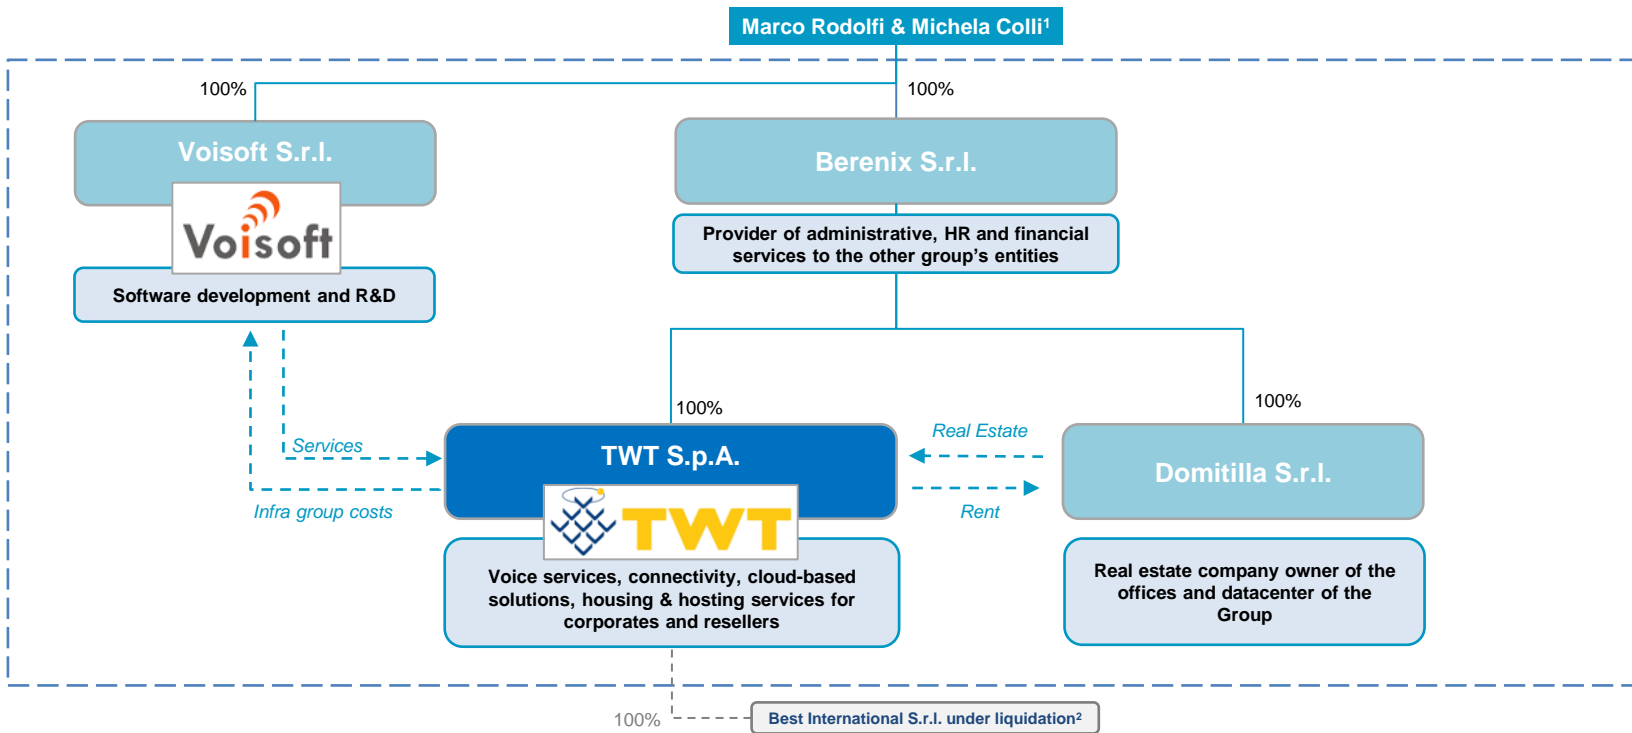 Marco Rodolfi & Michela Colli¹
100%
100%
Voisoft S.r.l.
Berenix S.r.l.
Voisoft
Provider of administrative, HR and financial
services to the other group's entities
Software development and R&D
100%
100%
Services
Real Estate
TWT S.p.A.
Domitilla S.r.l.
Infra group costs
Rent
TWT
Voice services, connectivity, cloud-based
solutions, housing & hosting services for
corporates and resellers
Real estate company owner of the
offices and datacenter of the
Group
100%
Best International S.r.l. under liquidation²